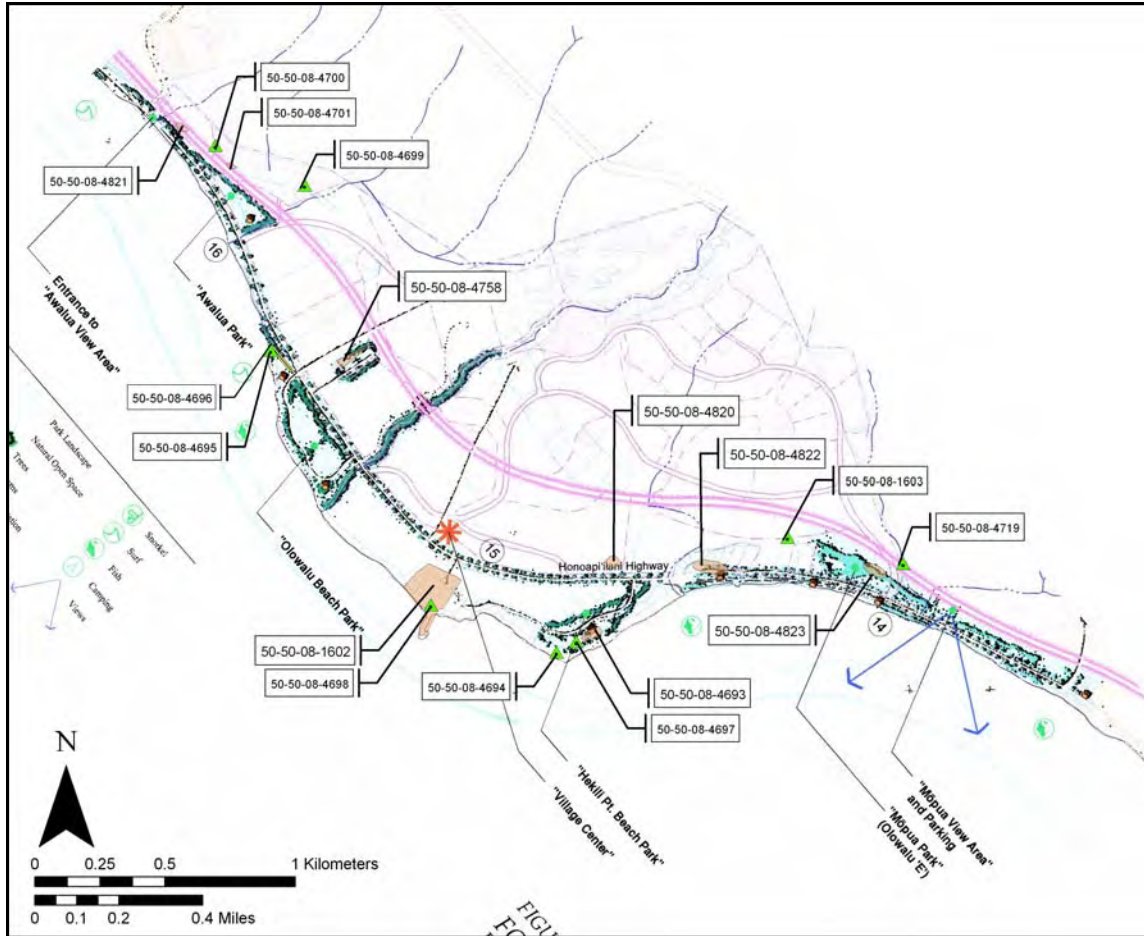 50-50-08-4700
50-50-08-4701
50-50-08-4699
50-50-08-4821
16
Entrance to
"Awalua View Area"
"Awalua Park"
50-50-08-4758
50-50-08-4696
50-50-08-4695
50-50-08-4820
50-50-08-4822
50-50-08-1603
50-50-08-4719
Park Landscape
Natural Open Space
Trees
Snorkel
Surf
Fish
Camping
Views
"Olowalu Beach Park"
15
Honoapi'ilani Highway
50-50-08-1602
50-50-08-4698
50-50-08-4694
50-50-08-4693
50-50-08-4697
50-50-08-4823
14
"Village Center"
"Hekili Pt. Beach Park"
"Mōpua View Area"
and Parking
"Mōpua Park"
(Olowalu 'E')
N
0 0.25 0.5 1 Kilometers
0 0.1 0.2 0.4 Miles